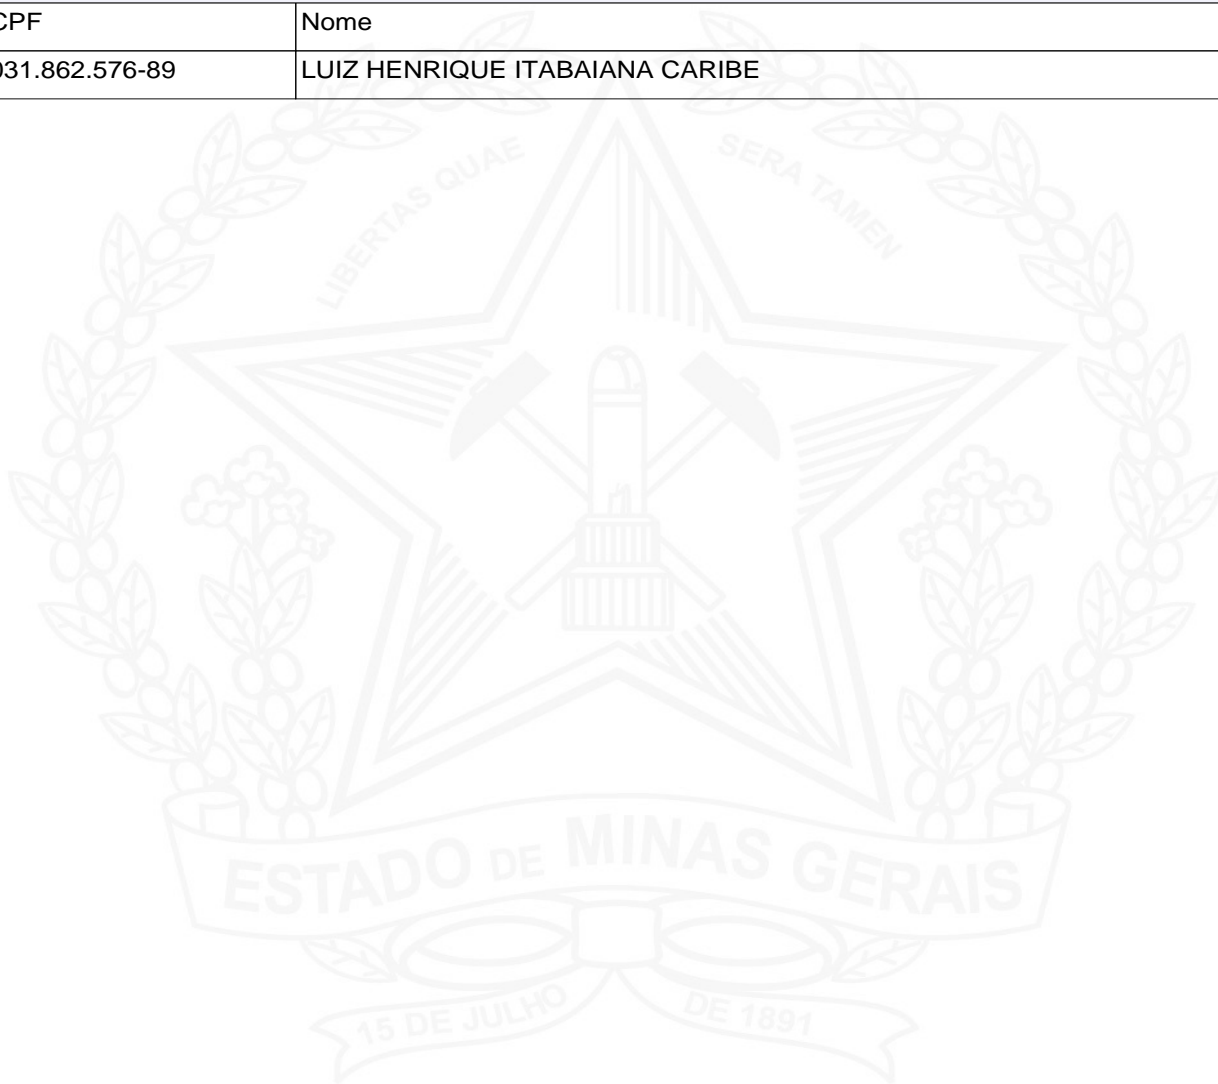 CPF Nome
031.862.576-89 LUIZ HENRIQUE ITABAIANA CARIBE
LIBERTAS QUAE SERA TAMEN
ESTADO DE MINAS GERAIS
15 DE JULHO DE 1891